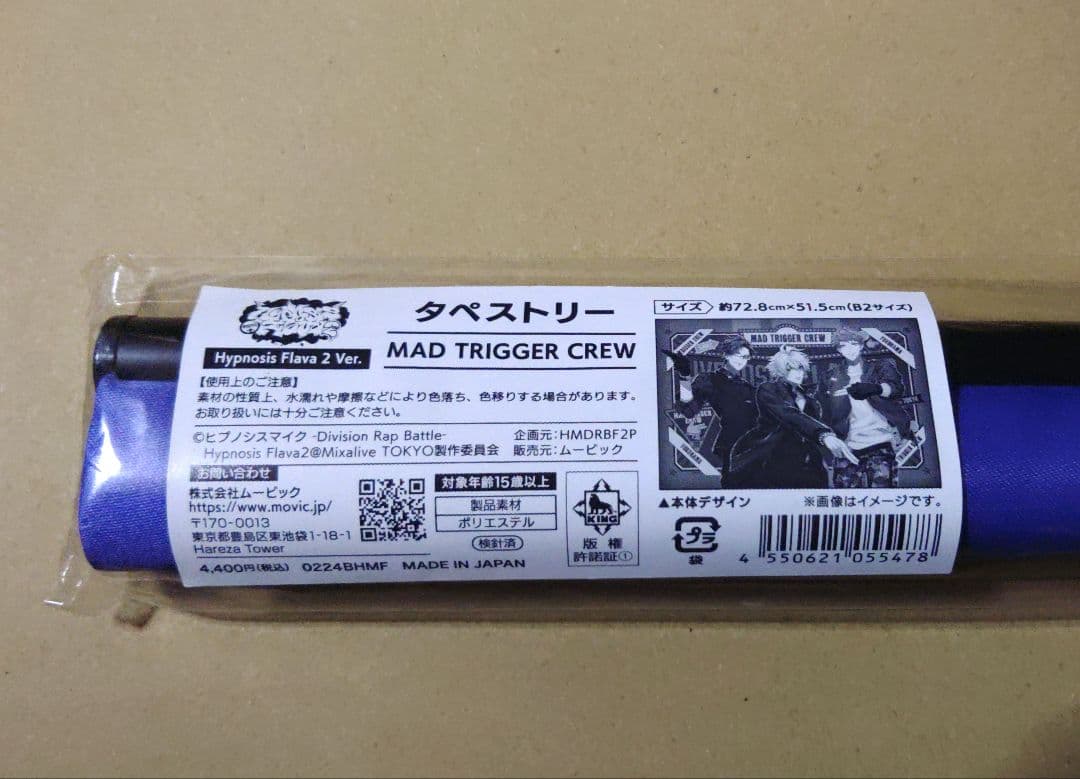 Hypnosis Flava 2 Ver.
タペストリー
MAD TRIGGER CREW
【使用上のご注意】
素材の性質上、水濡れや摩擦などにより色落ち、色移りする場合があります。
お取り扱いには十分ご注意ください。
©ヒプノシスマイク -Division Rap Battle-
Hypnosis Flava2@Mixalive TOKYO製作委員会
企画元:HMDRBF2P
販売元:ムービック
お問い合わせ
株式会社ムービック
https://www.movic.jp/
〒170-0013
東京都豊島区東池袋1-18-1
Hareza Tower
対象年齢15歳以上
製品素材
ポリエステル
検針済
KING
版権
許諾証①
4,400円(税込) 0224BHMF MADE IN JAPAN
サイズ 約72.8cm×51.5cm(B2サイズ)
MAD TRIGGER CREW
▲本体デザイン ※画像はイメージです。
プラ
袋
4 550621 055478